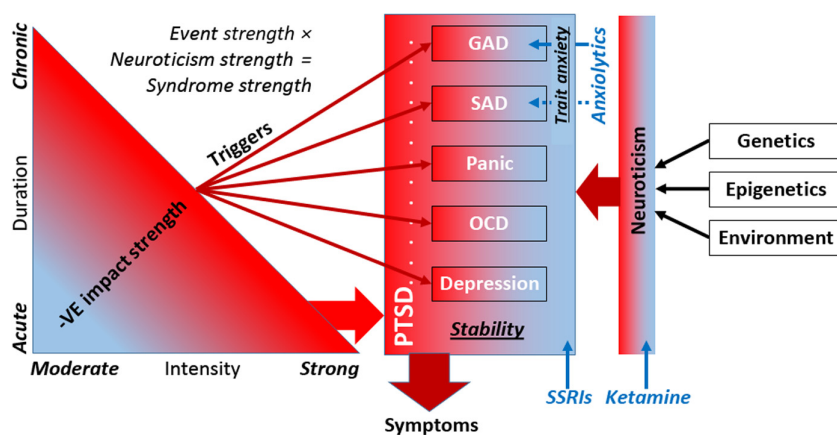 Event strength ×
Neuroticism strength =
Syndrome strength
Chronic
Duration
Acute
Triggers
-VE impact strength
Moderate
Intensity
Strong
GAD
SAD
Panic
OCD
Depression
PTSD
Stability
Trait anxiety
Anxiolytics
Neuroticism
Genetics
Epigenetics
Environment
SSRIs
Ketamine
Symptoms